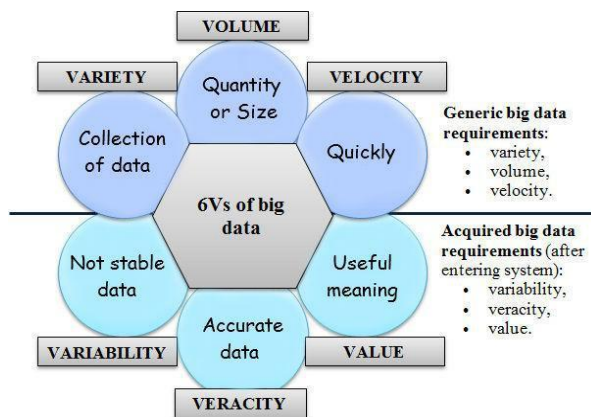 VOLUME
VARIETY
VELOCITY
Quantity
or Size
Collection
of data
Quickly
6Vs of big
data
Not stable
data
Useful
meaning
Accurate
data
VARIABILITY
VALUE
VERACITY
Generic big data
requirements:
• variety,
• volume,
• velocity.
Acquired big data
requirements (after
entering system):
• variability,
• veracity,
• value.